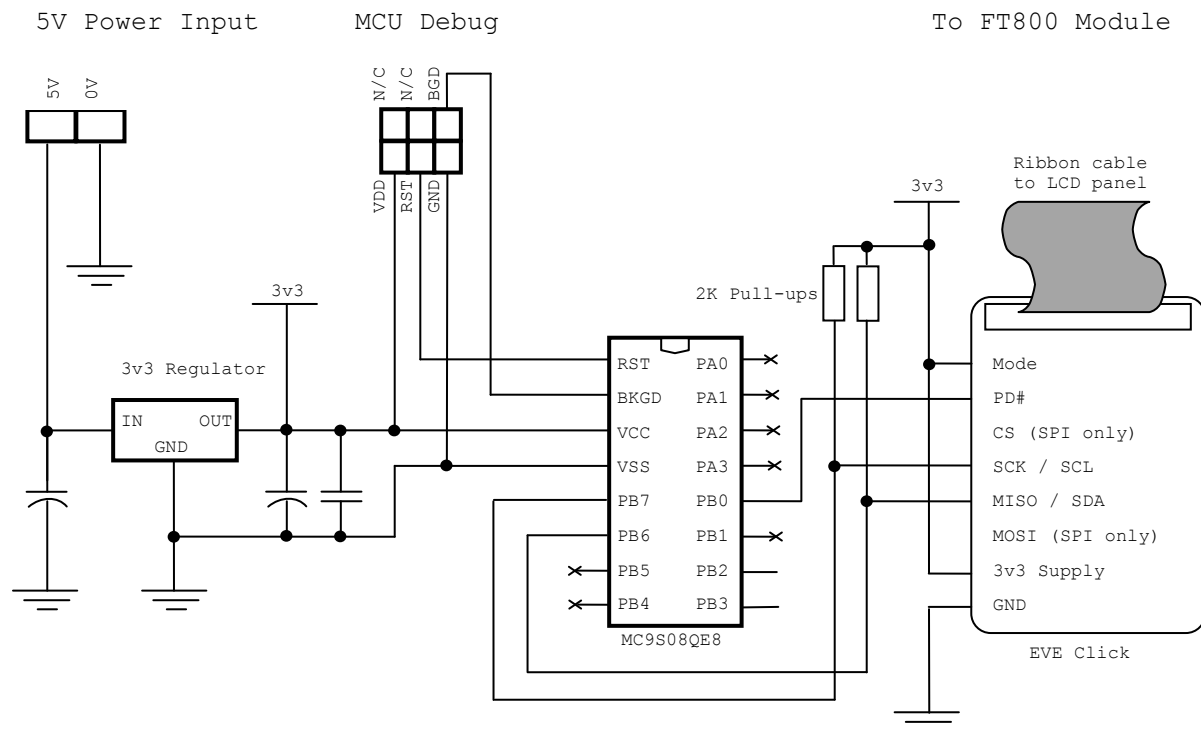 5V Power Input
MCU Debug
To FT800 Module
5V
0V
N/C
N/C
BGD
VDD
RST
GND
Ribbon cable
to LCD panel
3v3
2K Pull-ups
3v3
3v3 Regulator
IN
OUT
GND
RST
BKGD
VCC
VSS
PB7
PB6
PB5
PB4
PA0
PA1
PA2
PA3
PB0
PB1
PB2
PB3
MC9S08QE8
Mode
PD#
CS (SPI only)
SCK / SCL
MISO / SDA
MOSI (SPI only)
3v3 Supply
GND
EVE Click